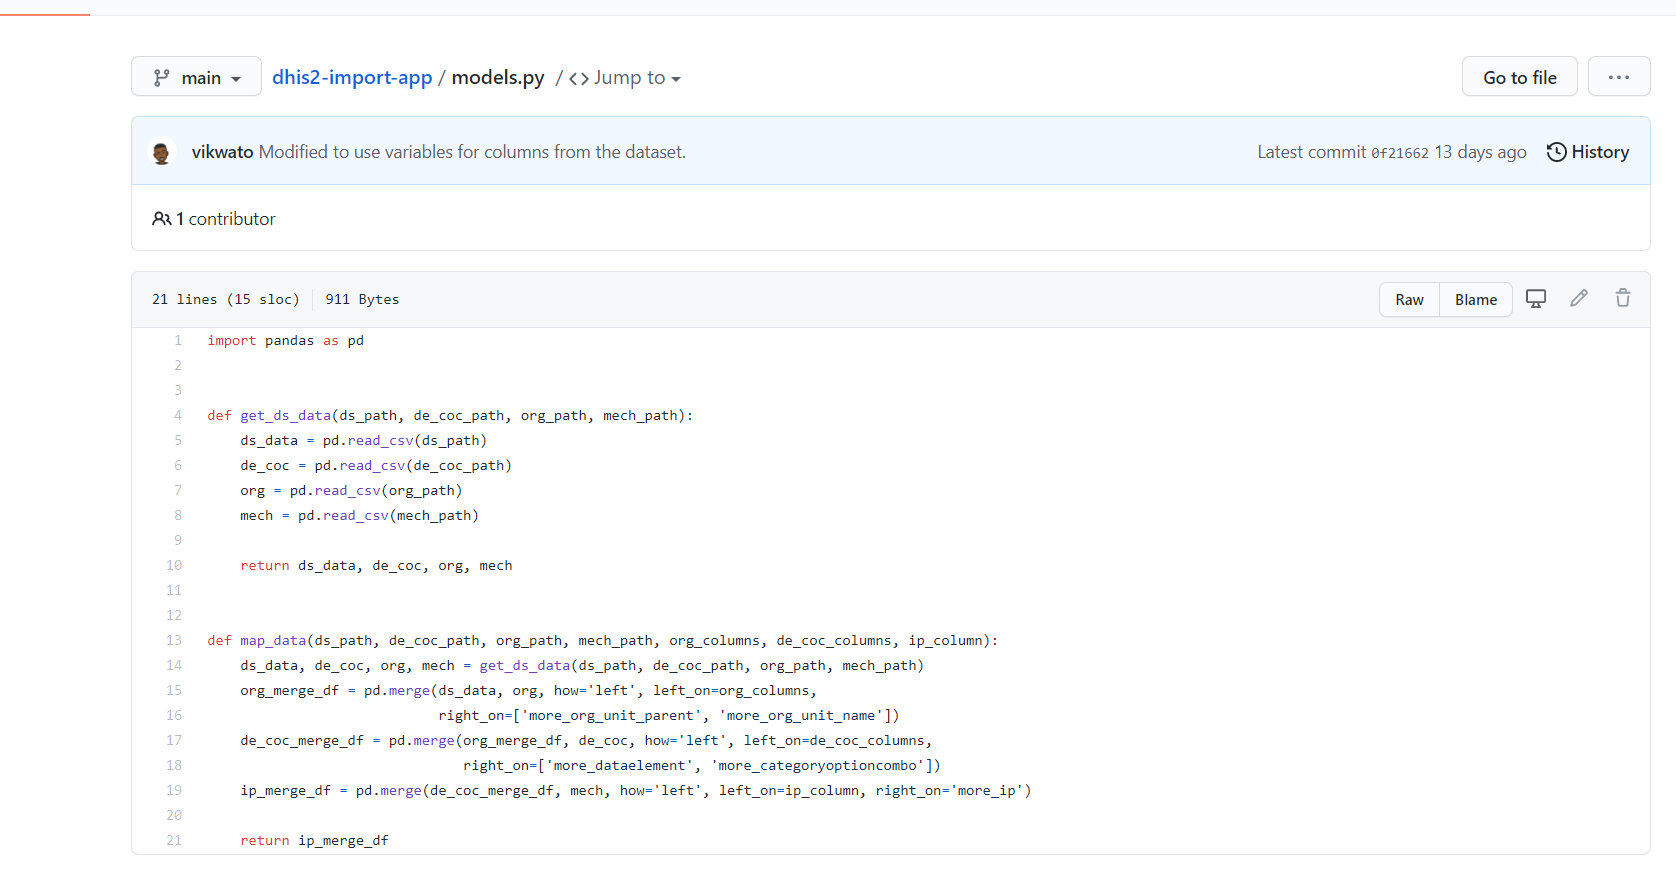 main dhis2-import-app / models.py / <> Jump to Go to file ...
vikwato Modified to use variables for columns from the dataset. Latest commit 0f21662 13 days ago History
1 contributor
21 lines (15 sloc) 911 Bytes Raw Blame
1 import pandas as pd
2
3
4 def get_ds_data(ds_path, de_coc_path, org_path, mech_path):
5     ds_data = pd.read_csv(ds_path)
6     de_coc = pd.read_csv(de_coc_path)
7     org = pd.read_csv(org_path)
8     mech = pd.read_csv(mech_path)
9
10     return ds_data, de_coc, org, mech
11
12
13 def map_data(ds_path, de_coc_path, org_path, mech_path, org_columns, de_coc_columns, ip_column):
14     ds_data, de_coc, org, mech = get_ds_data(ds_path, de_coc_path, org_path, mech_path)
15     org_merge_df = pd.merge(ds_data, org, how='left', left_on=org_columns,
16                             right_on=['more_org_unit_parent', 'more_org_unit_name'])
17     de_coc_merge_df = pd.merge(org_merge_df, de_coc, how='left', left_on=de_coc_columns,
18                                right_on=['more_dataelement', 'more_categoryoptioncombo'])
19     ip_merge_df = pd.merge(de_coc_merge_df, mech, how='left', left_on=ip_column, right_on='more_ip')
20
21     return ip_merge_df